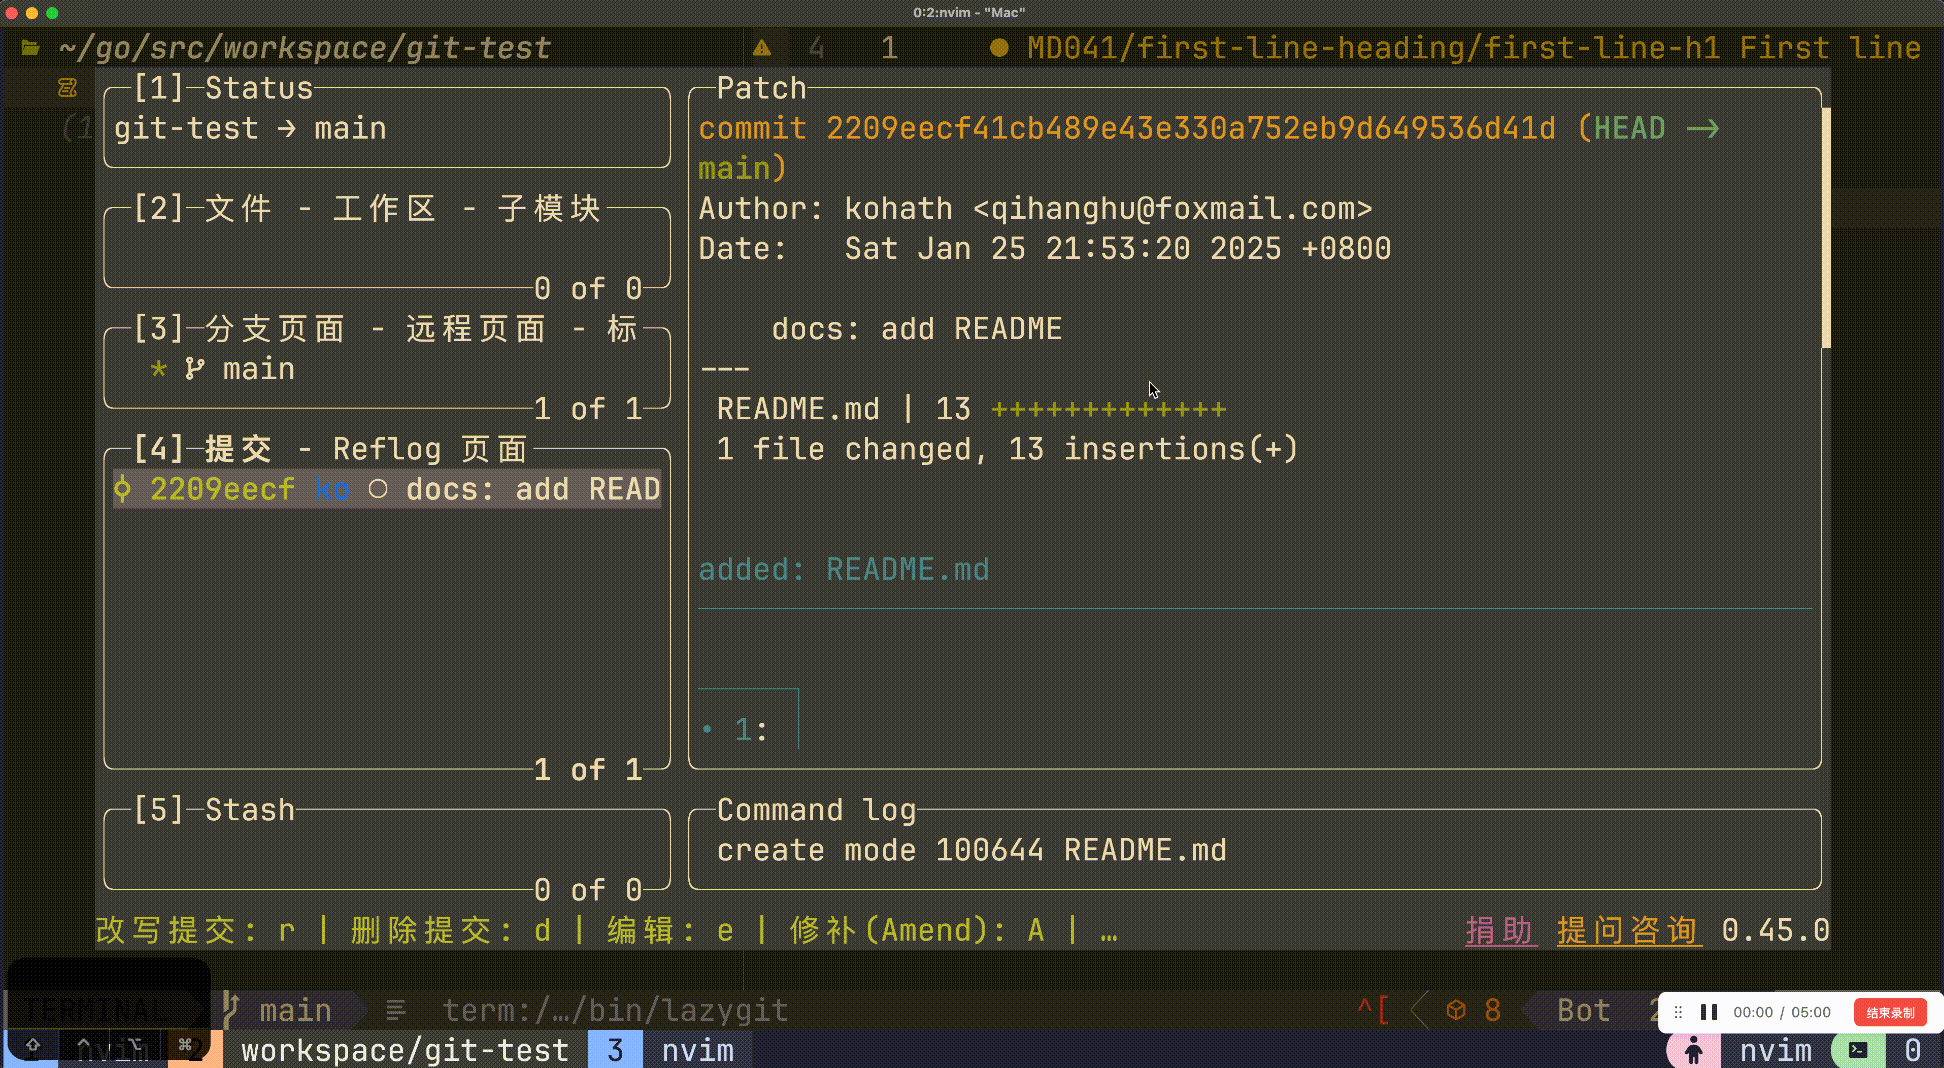 0:2:nvim - "Mac"
~/go/src/workspace/git-test
4 1 MD041/first-line-heading/first-line-h1 First line
(1
[1] Status
git-test → main
[2] 文件 - 工作区 - 子模块
0 of 0
[3] 分支页面 - 远程页面 - 标
* main
1 of 1
[4] 提交 - Reflog 页面
2209eecf ko ○ docs: add READ
1 of 1
[5] Stash
0 of 0
Patch
commit 2209eecf41cb489e43e330a752eb9d649536d41d (HEAD →
main)
Author: kohath <qihanghu@foxmail.com>
Date:   Sat Jan 25 21:53:20 2025 +0800
docs: add README
---
README.md | 13 +++++++++++++
1 file changed, 13 insertions(+)
added: README.md
• 1:
Command log
create mode 100644 README.md
改写提交: r | 删除提交: d | 编辑: e | 修补(Amend): A | …
捐助 提问咨询 0.45.0
TERMINAL main term:/…/bin/lazygit ^[ 8 Bot
00:00 / 05:00 结束录制
nvim 2 workspace/git-test 3 nvim
nvim 0